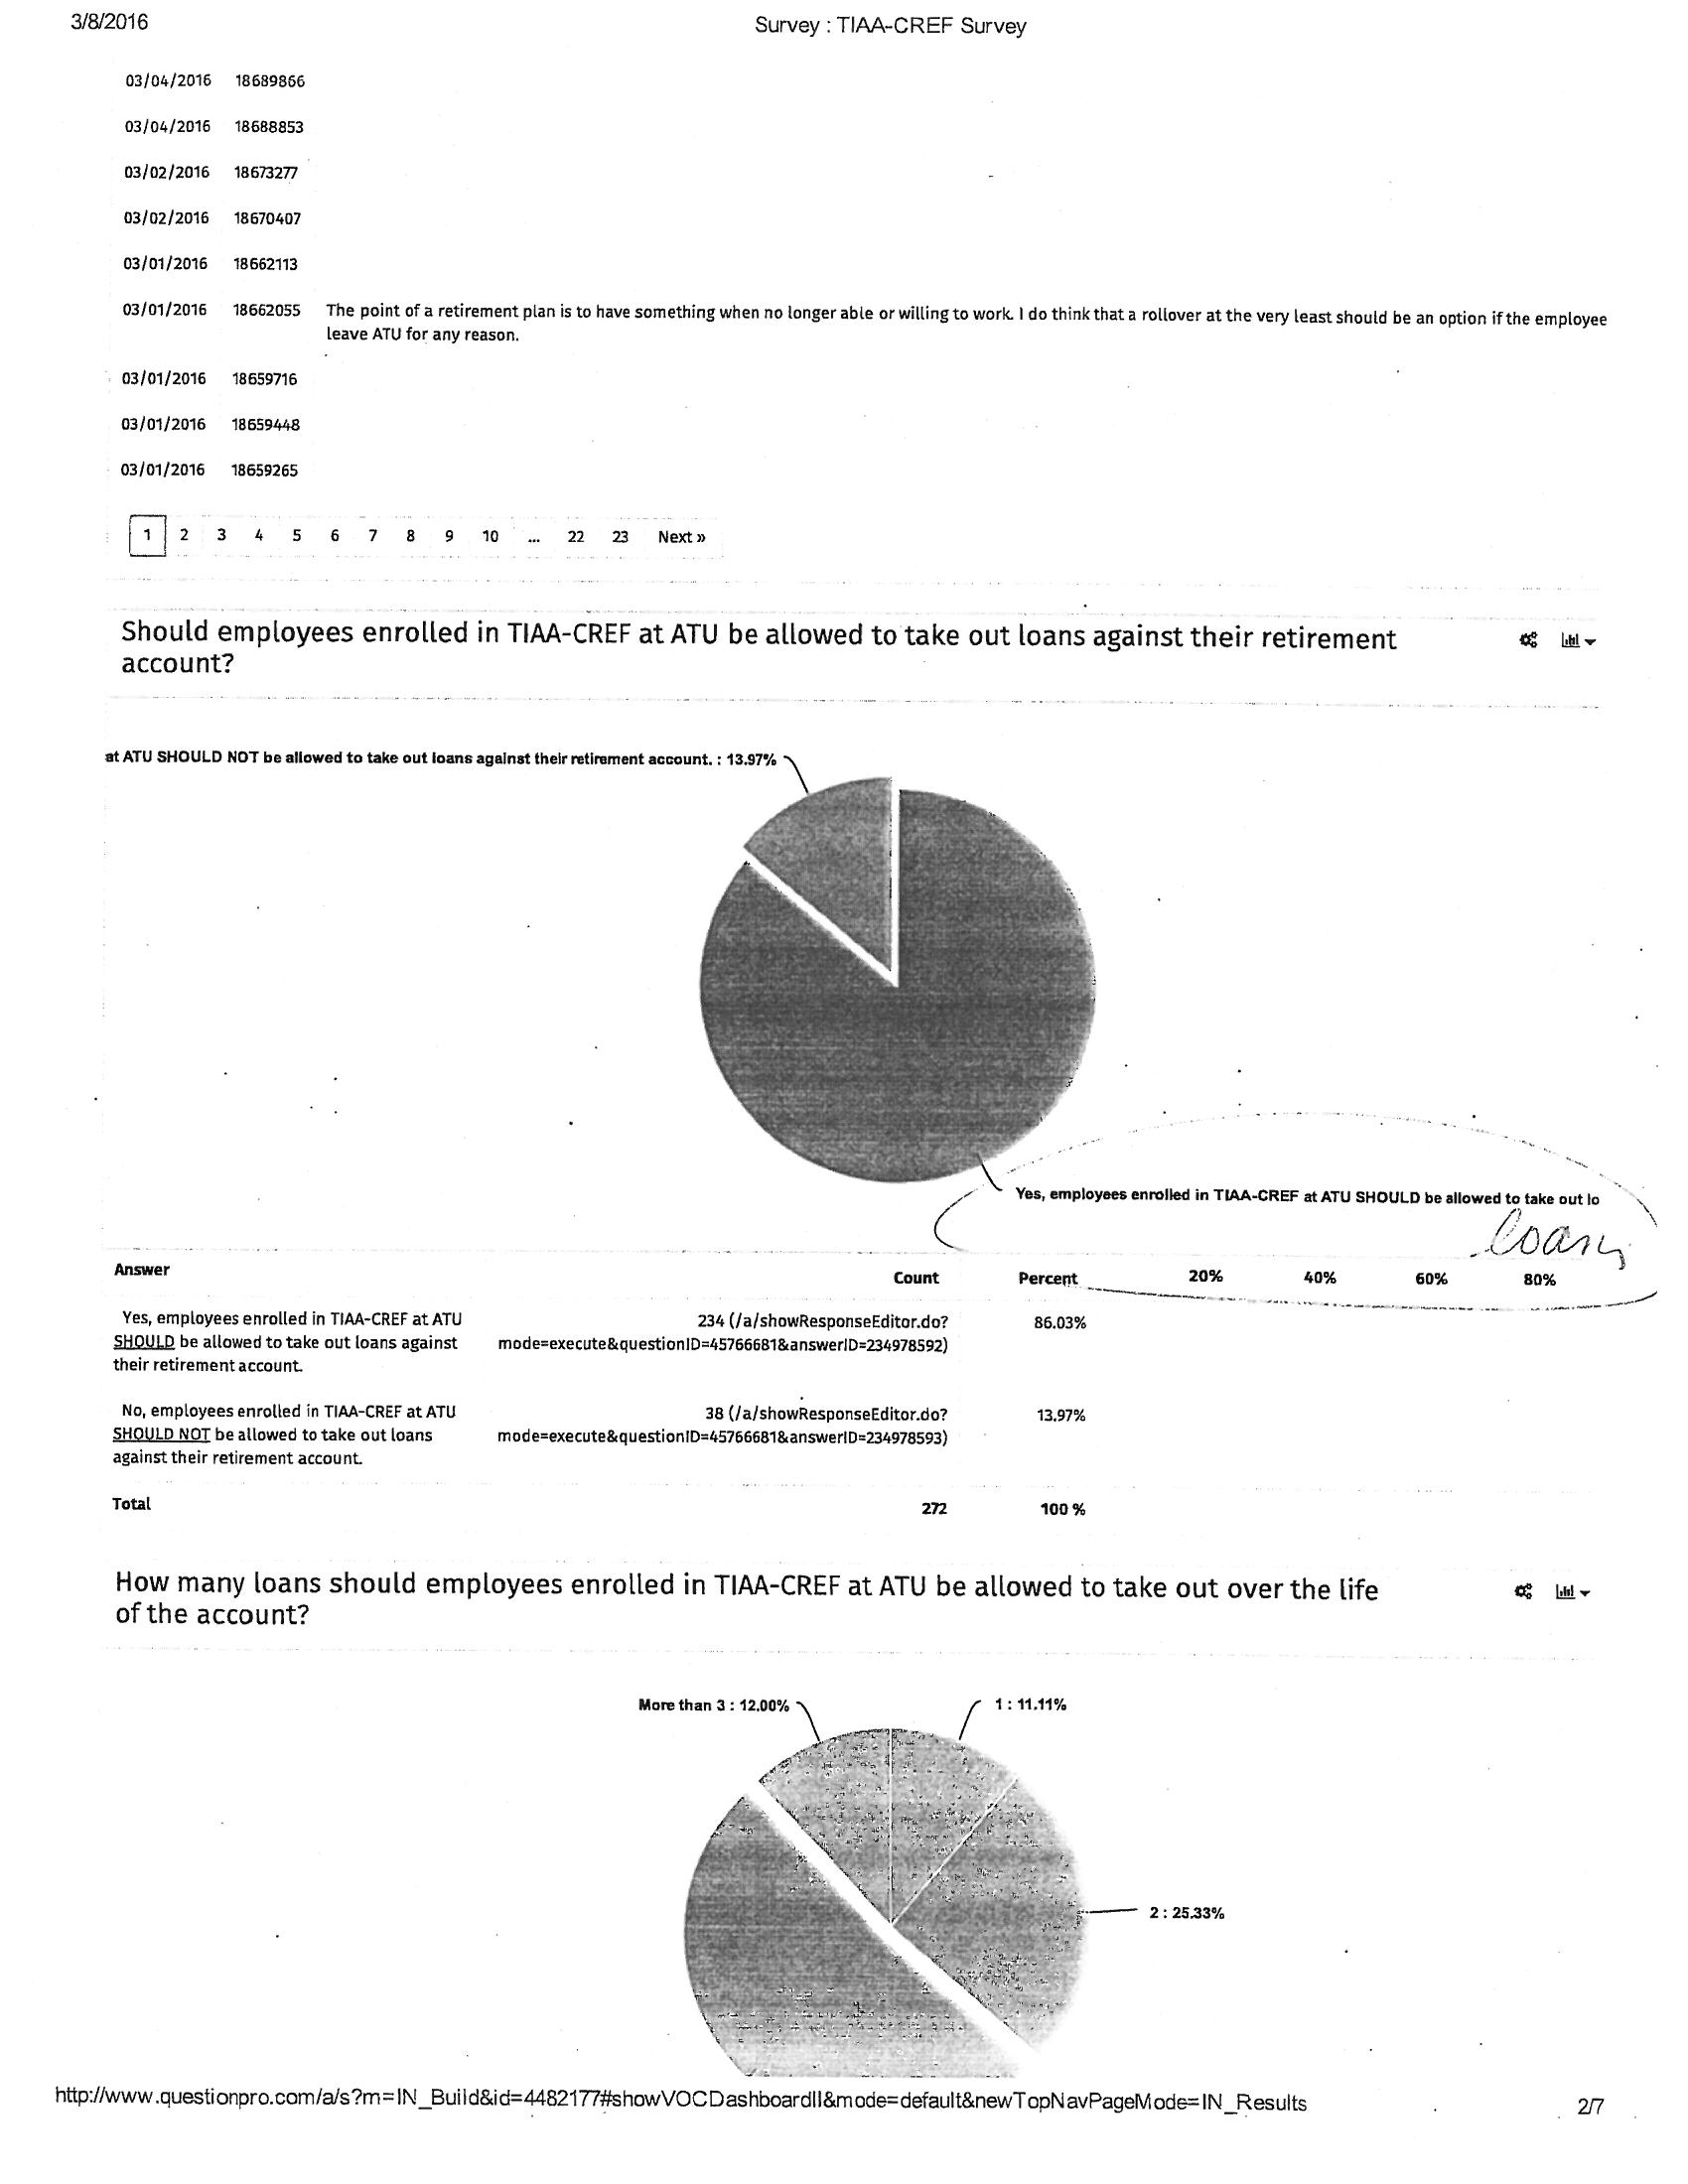 3/8/2016
Survey : TIAA-CREF Survey
03/04/2016 18689866
03/04/2016 18688853
03/02/2016 18673277
03/02/2016 18670407
03/01/2016 18662113
03/01/2016 18662055 The point of a retirement plan is to have something when no longer able or willing to work. I do think that a rollover at the very least should be an option if the employee
leave ATU for any reason.
03/01/2016 18659716
03/01/2016 18659448
03/01/2016 18659265
1 2 3 4 5 6 7 8 9 10 ... 22 23 Next »
Should employees enrolled in TIAA-CREF at ATU be allowed to take out loans against their retirement
account?
at ATU SHOULD NOT be allowed to take out loans against their retirement account. : 13.97%
Yes, employees enrolled in TIAA-CREF at ATU SHOULD be allowed to take out lo
loans
Answer Count Percent 20% 40% 60% 80%
Yes, employees enrolled in TIAA-CREF at ATU 234 (/a/showResponseEditor.do? 86.03%
SHOULD be allowed to take out loans against mode=execute&questionID=45766681&answerID=234978592)
their retirement account.
No, employees enrolled in TIAA-CREF at ATU 38 (/a/showResponseEditor.do? 13.97%
SHOULD NOT be allowed to take out loans mode=execute&questionID=45766681&answerID=234978593)
against their retirement account.
Total 272 100 %
How many loans should employees enrolled in TIAA-CREF at ATU be allowed to take out over the life
of the account?
More than 3 : 12.00%
1 : 11.11%
2 : 25.33%
http://www.questionpro.com/a/s?m=IN_Build&id=4482177#showVOCDashboardII&mode=default&newTopNavPageMode=IN_Results
2/7